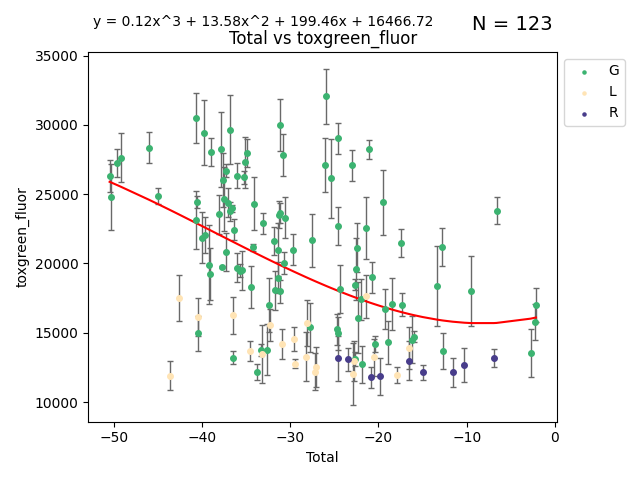 y = 0.12x^3 + 13.58x^2 + 199.46x + 16466.72
N = 123
Total vs toxgreen_fluor
35000
30000
25000
20000
15000
10000
toxgreen_fluor
−50
−40
−30
−20
−10
0
Total
G
L
R